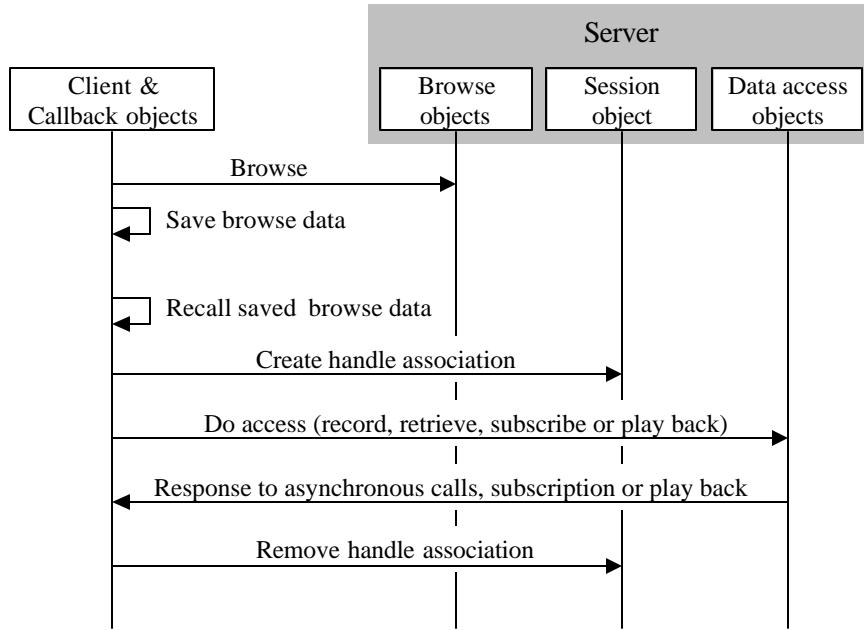 Server
Client &
Callback objects
Browse
objects
Session
object
Data access
objects
Browse
Save browse data
Recall saved browse data
Create handle association
Do access (record, retrieve, subscribe or play back)
Response to asynchronous calls, subscription or play back
Remove handle association